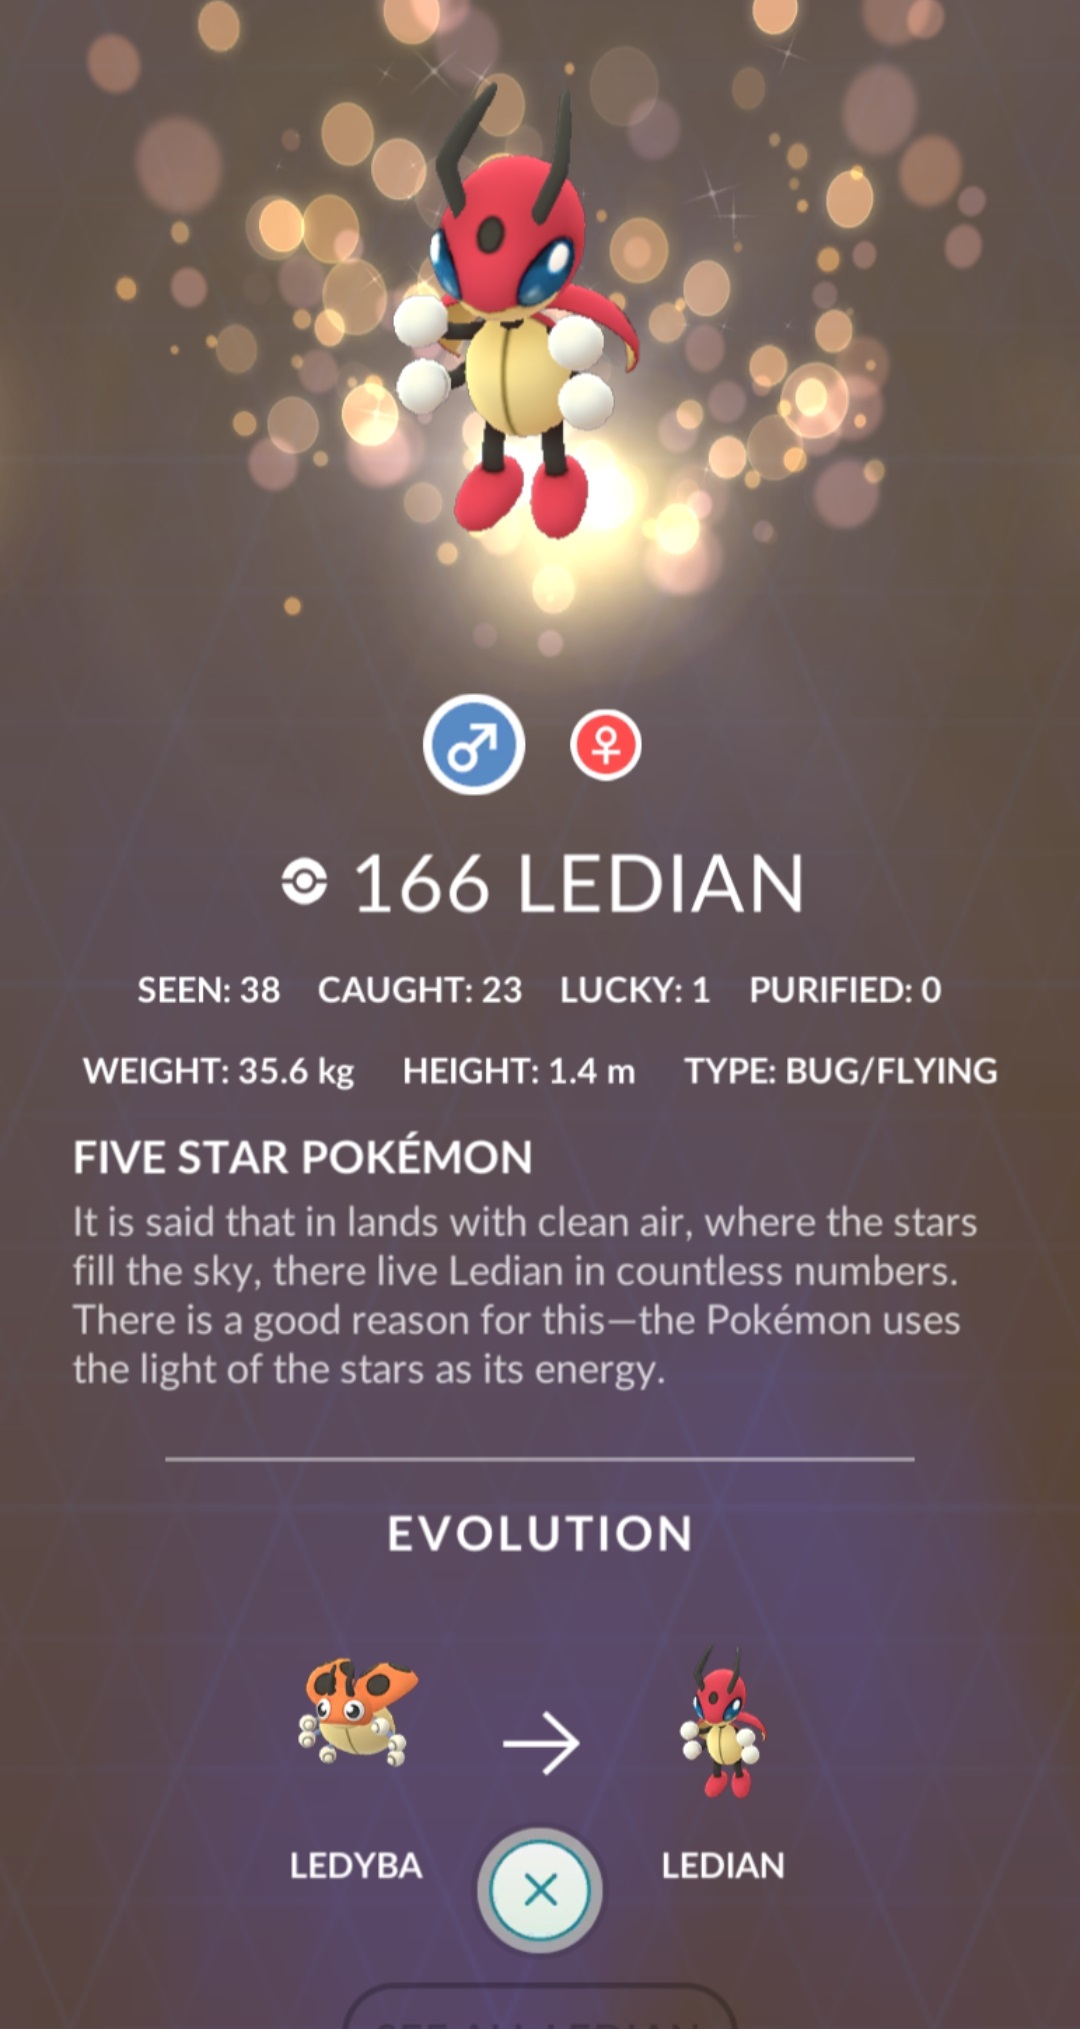 166 LEDIAN
SEEN: 38 CAUGHT: 23 LUCKY: 1 PURIFIED: 0
WEIGHT: 35.6 kg HEIGHT: 1.4 m TYPE: BUG/FLYING
FIVE STAR POKÉMON
It is said that in lands with clean air, where the stars
fill the sky, there live Ledian in countless numbers.
There is a good reason for this—the Pokémon uses
the light of the stars as its energy.
EVOLUTION
LEDYBA LEDIAN
SEE ALL LEDIAN